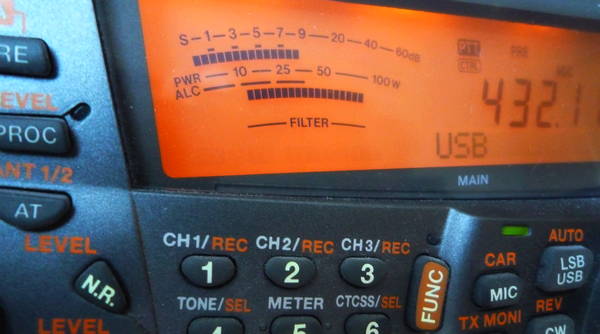 S-1-3-5-7-9-20-40-60dB
PWR 10 25 50 100W
ALC
FILTER
PTT
CTRL
432.1
USB
MAIN
RE
LEVEL
PROC
ANT 1/2
AT
LEVEL
N.R.
LEVEL
CH1/REC CH2/REC CH3/REC
1 2 3
TONE/SEL METER CTCSS/SEL
4 5 6
FUNC
CAR
MIC
TX MONI
AUTO
LSB
USB
REV
CW